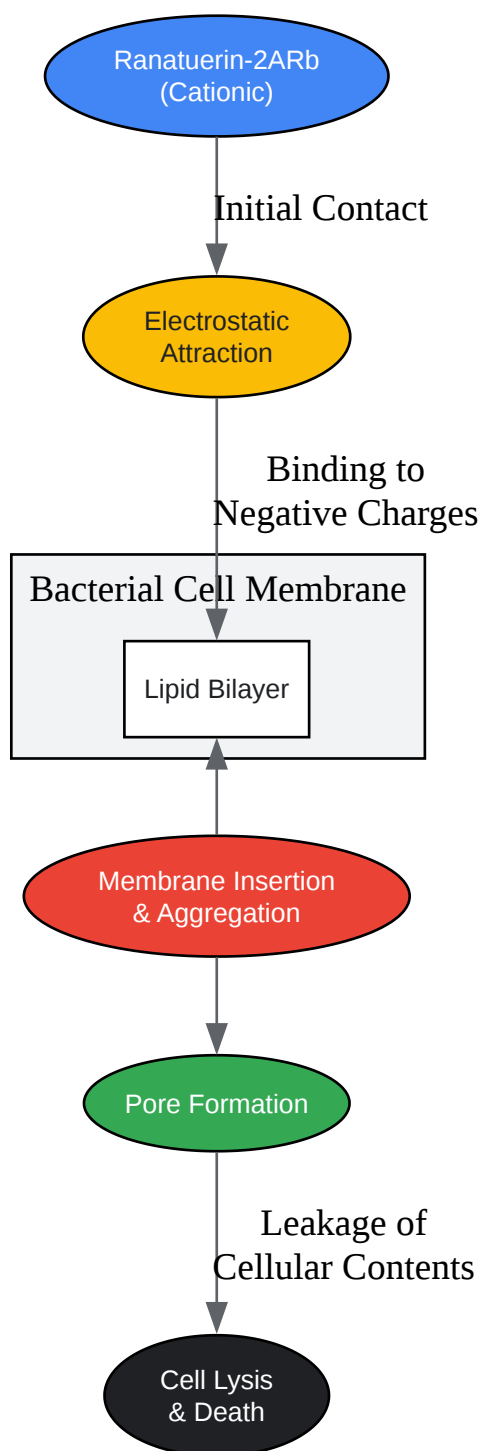 Ranatuerin-2ARb
(Cationic)
Initial Contact
Electrostatic
Attraction
Binding to
Negative Charges
Bacterial Cell Membrane
Lipid Bilayer
Membrane Insertion
& Aggregation
Pore Formation
Leakage of
Cellular Contents
Cell Lysis
& Death